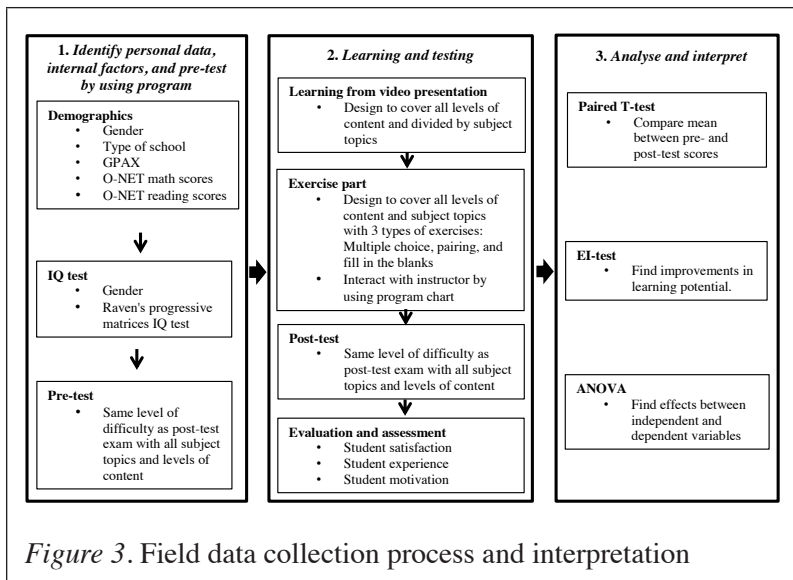 1. Identify personal data,
internal factors, and pre-test
by using program
Demographics
• Gender
• Type of school
• GPAX
• O-NET math scores
• O-NET reading scores
IQ test
• Gender
• Raven's progressive
matrices IQ test
Pre-test
• Same level of
difficulty as post-test
exam with all subject
topics and levels of
content
2. Learning and testing
Learning from video presentation
• Design to cover all levels of
content and divided by subject
topics
Exercise part
• Design to cover all levels of
content and subject topics
with 3 types of exercises:
Multiple choice, pairing, and
fill in the blanks
• Interact with instructor by
using program chart
Post-test
• Same level of difficulty as
post-test exam with all subject
topics and levels of content
Evaluation and assessment
• Student satisfaction
• Student experience
• Student motivation
3. Analyse and interpret
Paired T-test
• Compare mean
between pre- and
post-test scores
EI-test
• Find improvements in
learning potential.
ANOVA
• Find effects between
independent and
dependent variables
Figure 3. Field data collection process and interpretation